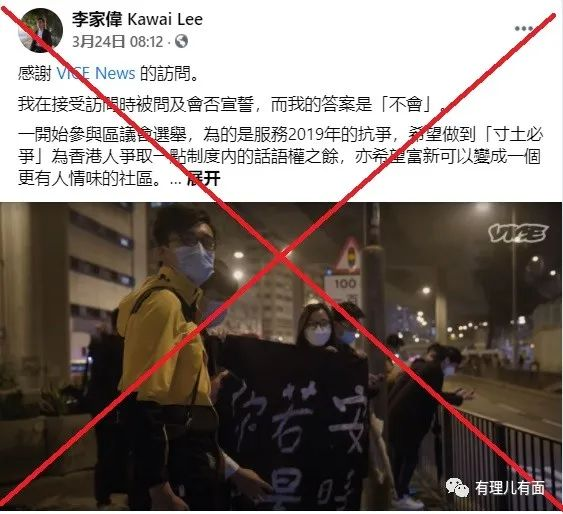 李家偉 Kawai Lee
3月24日 08:12
感謝 VICE News 的訪問。
我在接受訪問時被問及會否宣誓，而我的答案是「不會」。
一開始參與區議會選舉，為的是服務2019年的抗爭，希望做到「寸土必
爭」為香港人爭取一點制度內的話語權之餘，亦希望富新可以變成一個
更有人情味的社區。... 展开
VICE
100
你若安
有理儿有面